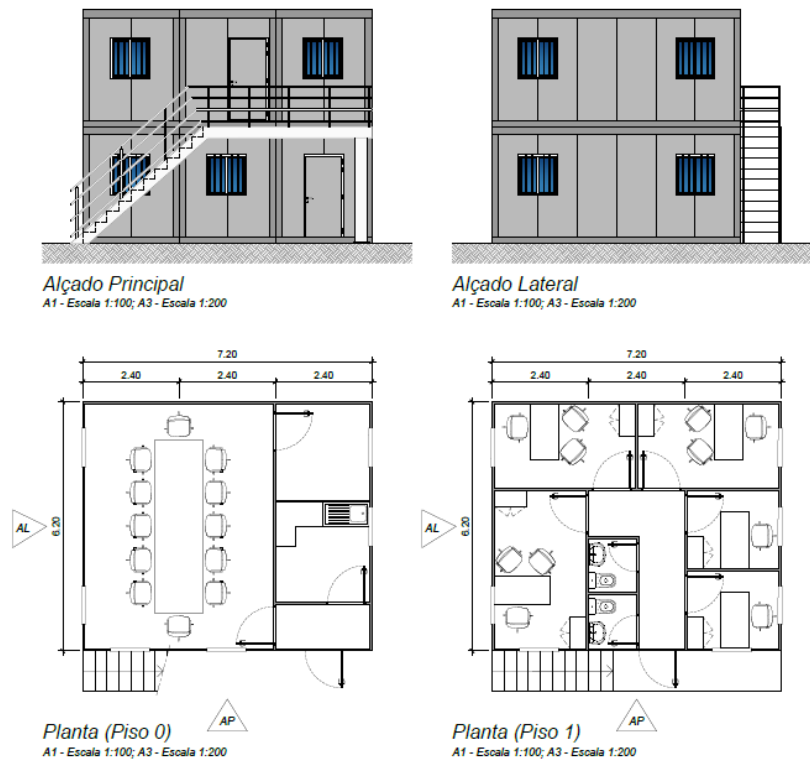 Alçado Principal
A1 - Escala 1:100; A3 - Escala 1:200
Alçado Lateral
A1 - Escala 1:100; A3 - Escala 1:200
7.20
2.40 2.40 2.40
6.20
AL
AP
Planta (Piso 0)
A1 - Escala 1:100; A3 - Escala 1:200
7.20
2.40 2.40 2.40
6.20
AL
AP
Planta (Piso 1)
A1 - Escala 1:100; A3 - Escala 1:200